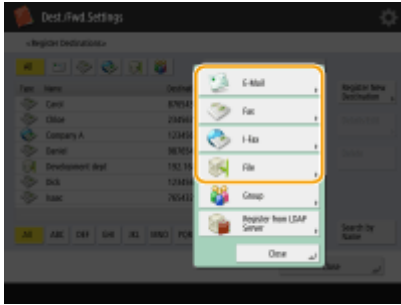 Dest./Fwd. Settings
<Register Destinations>
All
Type Name Destination
Carol
Chloe
Company A
Daniel
Development dept
Dick
Isaac
E-Mail
Fax
I-Fax
File
Group
Register from LDAP
Server
Close
Register New
Destination
Search by
Name
All ABC DEF GHI JKL MNO